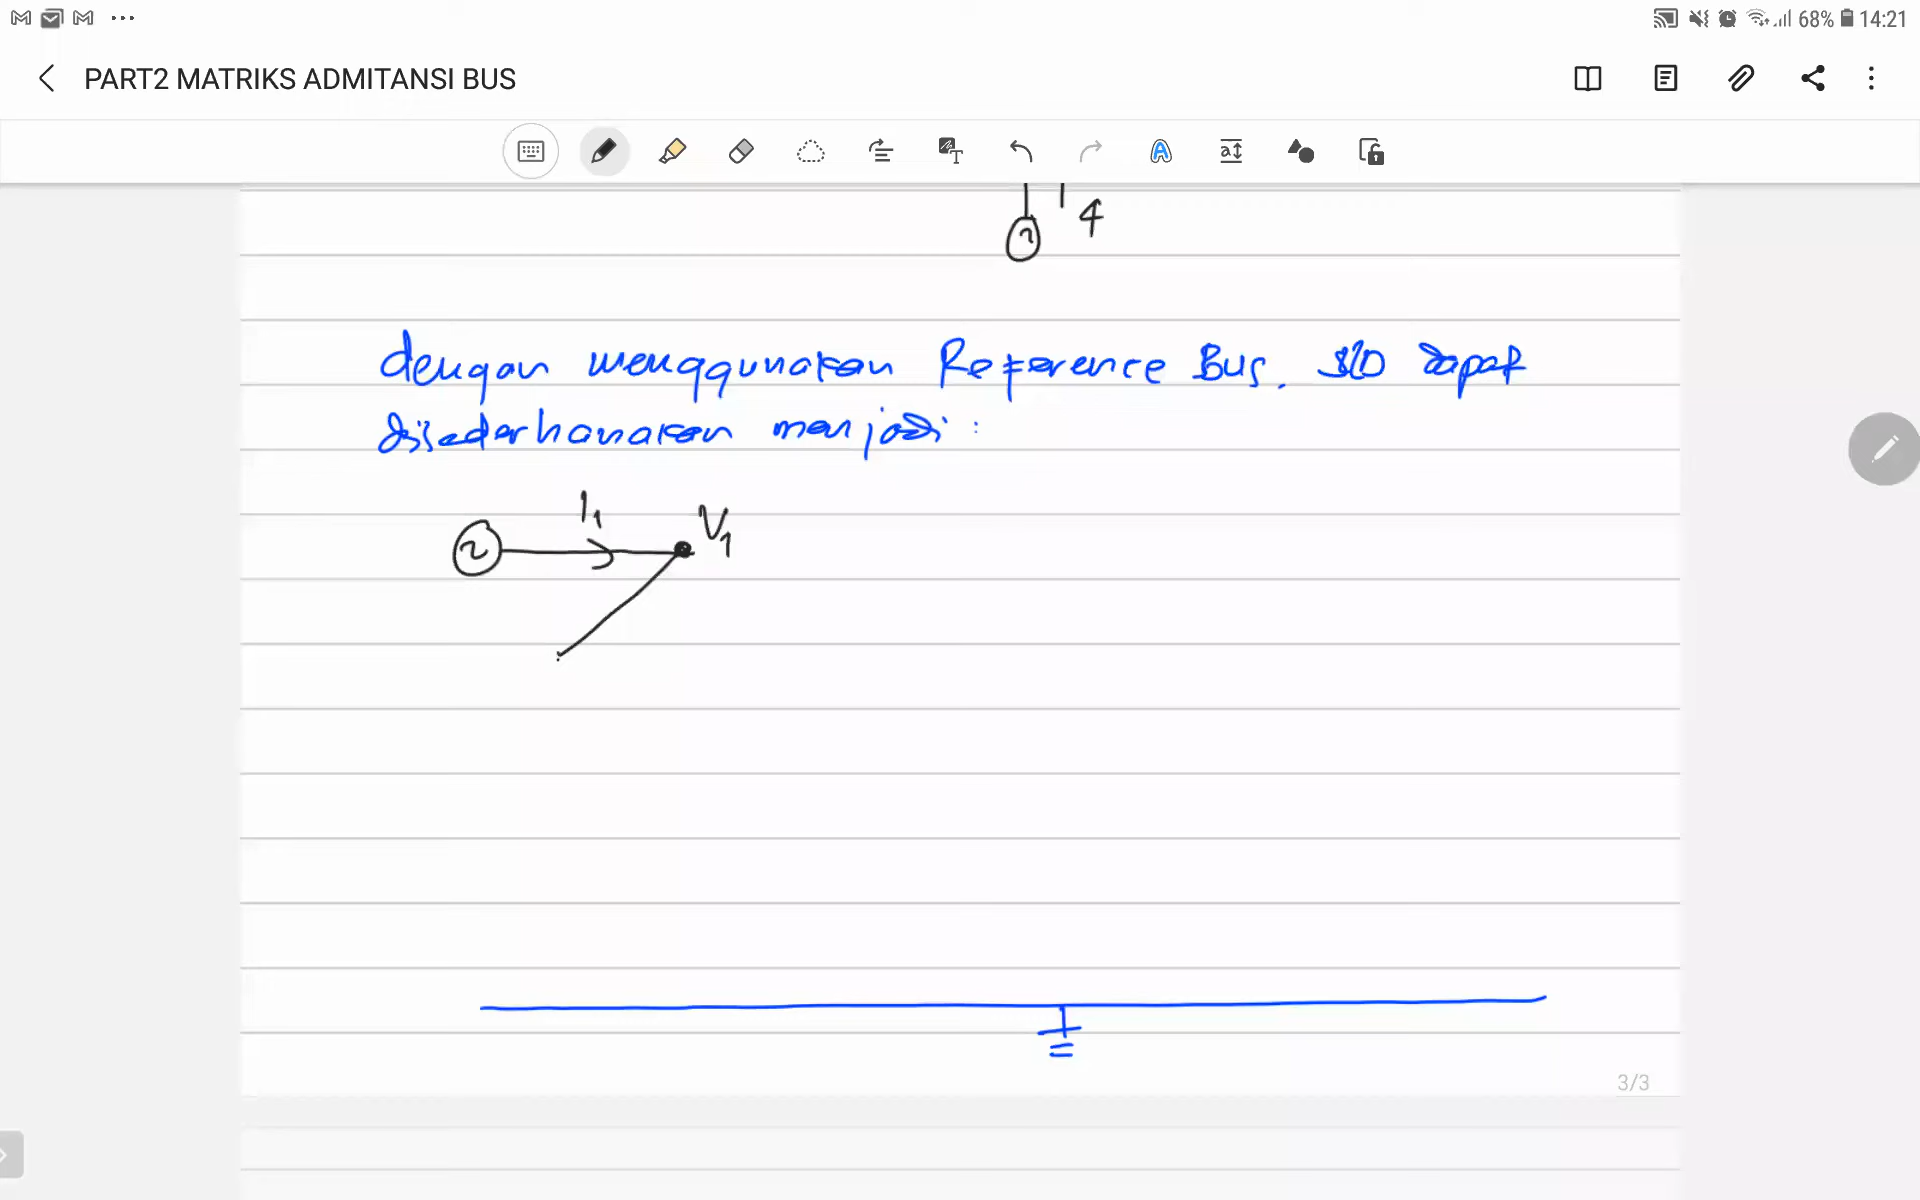 68% 14:21
PART2 MATRIKS ADMITANSI BUS
4
dengan menggunakan Reference Bus. SLD dapat
disederhanakan menjadi :
I1
V1
3/3